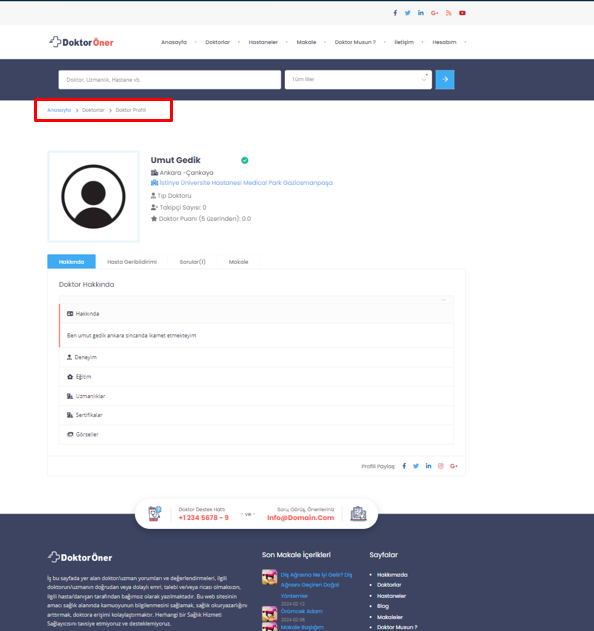 DoktorÖner
Anasayfa Doktorlar Hastaneler Makale Doktor Musun ? İletişim Hesabım
Doktor, Uzmanlık, Hastane vb. Tüm İller
Anasayfa > Doktorlar > Doktor Profili
Umut Gedik
Ankara -Çankaya
İstinye Üniversite Hastanesi Medical Park Gaziosmanpaşa
Tıp Doktoru
Takipçi Sayısı: 0
Doktor Puanı (5 üzerinden): 0.0
Hakkında Hasta Geribildirimi Sorular(1) Makale
Doktor Hakkında
Hakkında
Ben umut gedik ankara sincanda ikamet etmekteyim
Deneyim
Eğitim
Uzmanlıklar
Sertifikalar
Görseller
Profili Paylaş:
Doktor Destek Hattı
+1 234 5678 - 9
- ve -
Soru, Görüş, Önerileriniz
Info@Domain.Com
DoktorÖner
İş bu sayfada yer alan doktor/uzman yorumları ve değerlendirmeleri, ilgili
doktorun/uzmanın doğrudan veya dolaylı emri, talebi ve/veya ricası olmaksızın,
ilgili hasta/danışan tarafından bağımsız olarak yazılmaktadır. Bu web sitesinin
amacı sağlık alanında kamuoyunun bilgilenmesini sağlamak, sağlık okuryazarlığını
artırmak, doktora erişimi kolaylaştırmaktır. Herhangi bir Sağlık Hizmeti
Sağlayıcısını tavsiye etmiyoruz ve desteklemiyoruz.
Son Makale İçerikleri
Diş Ağrısına Ne İyi Gelir? Diş
Ağrısını Geçiren Doğal
Yöntemler
2024 02 12
Örümcek Adam
2024 02 08
Makale Başlığım
Sayfalar
Hakkımızda
Doktorlar
Hastaneler
Blog
Makaleler
Doktor Musun ?